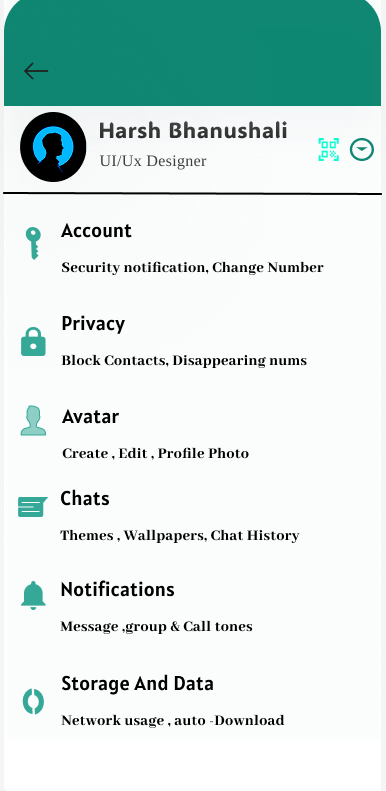 Harsh Bhanushali
UI/Ux Designer
Account
Security notification, Change Number
Privacy
Block Contacts, Disappearing nums
Avatar
Create , Edit , Profile Photo
Chats
Themes , Wallpapers, Chat History
Notifications
Message ,group & Call tones
Storage And Data
Network usage , auto -Download